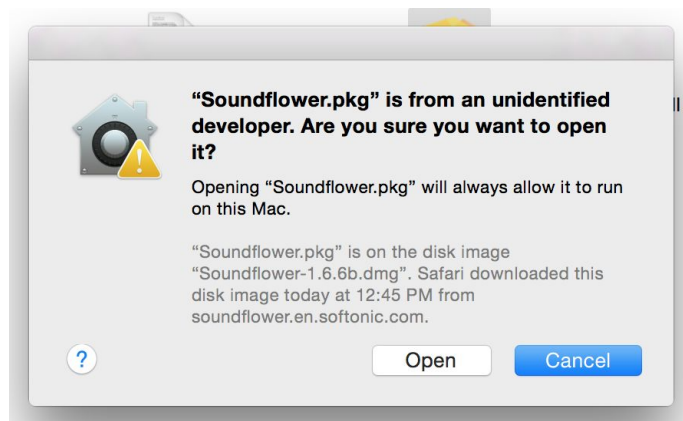 “Soundflower.pkg” is from an unidentified
developer. Are you sure you want to open
it?
Opening “Soundflower.pkg” will always allow it to run
on this Mac.
“Soundflower.pkg” is on the disk image
“Soundflower-1.6.6b.dmg”. Safari downloaded this
disk image today at 12:45 PM from
soundflower.en.softonic.com.
?
Open
Cancel